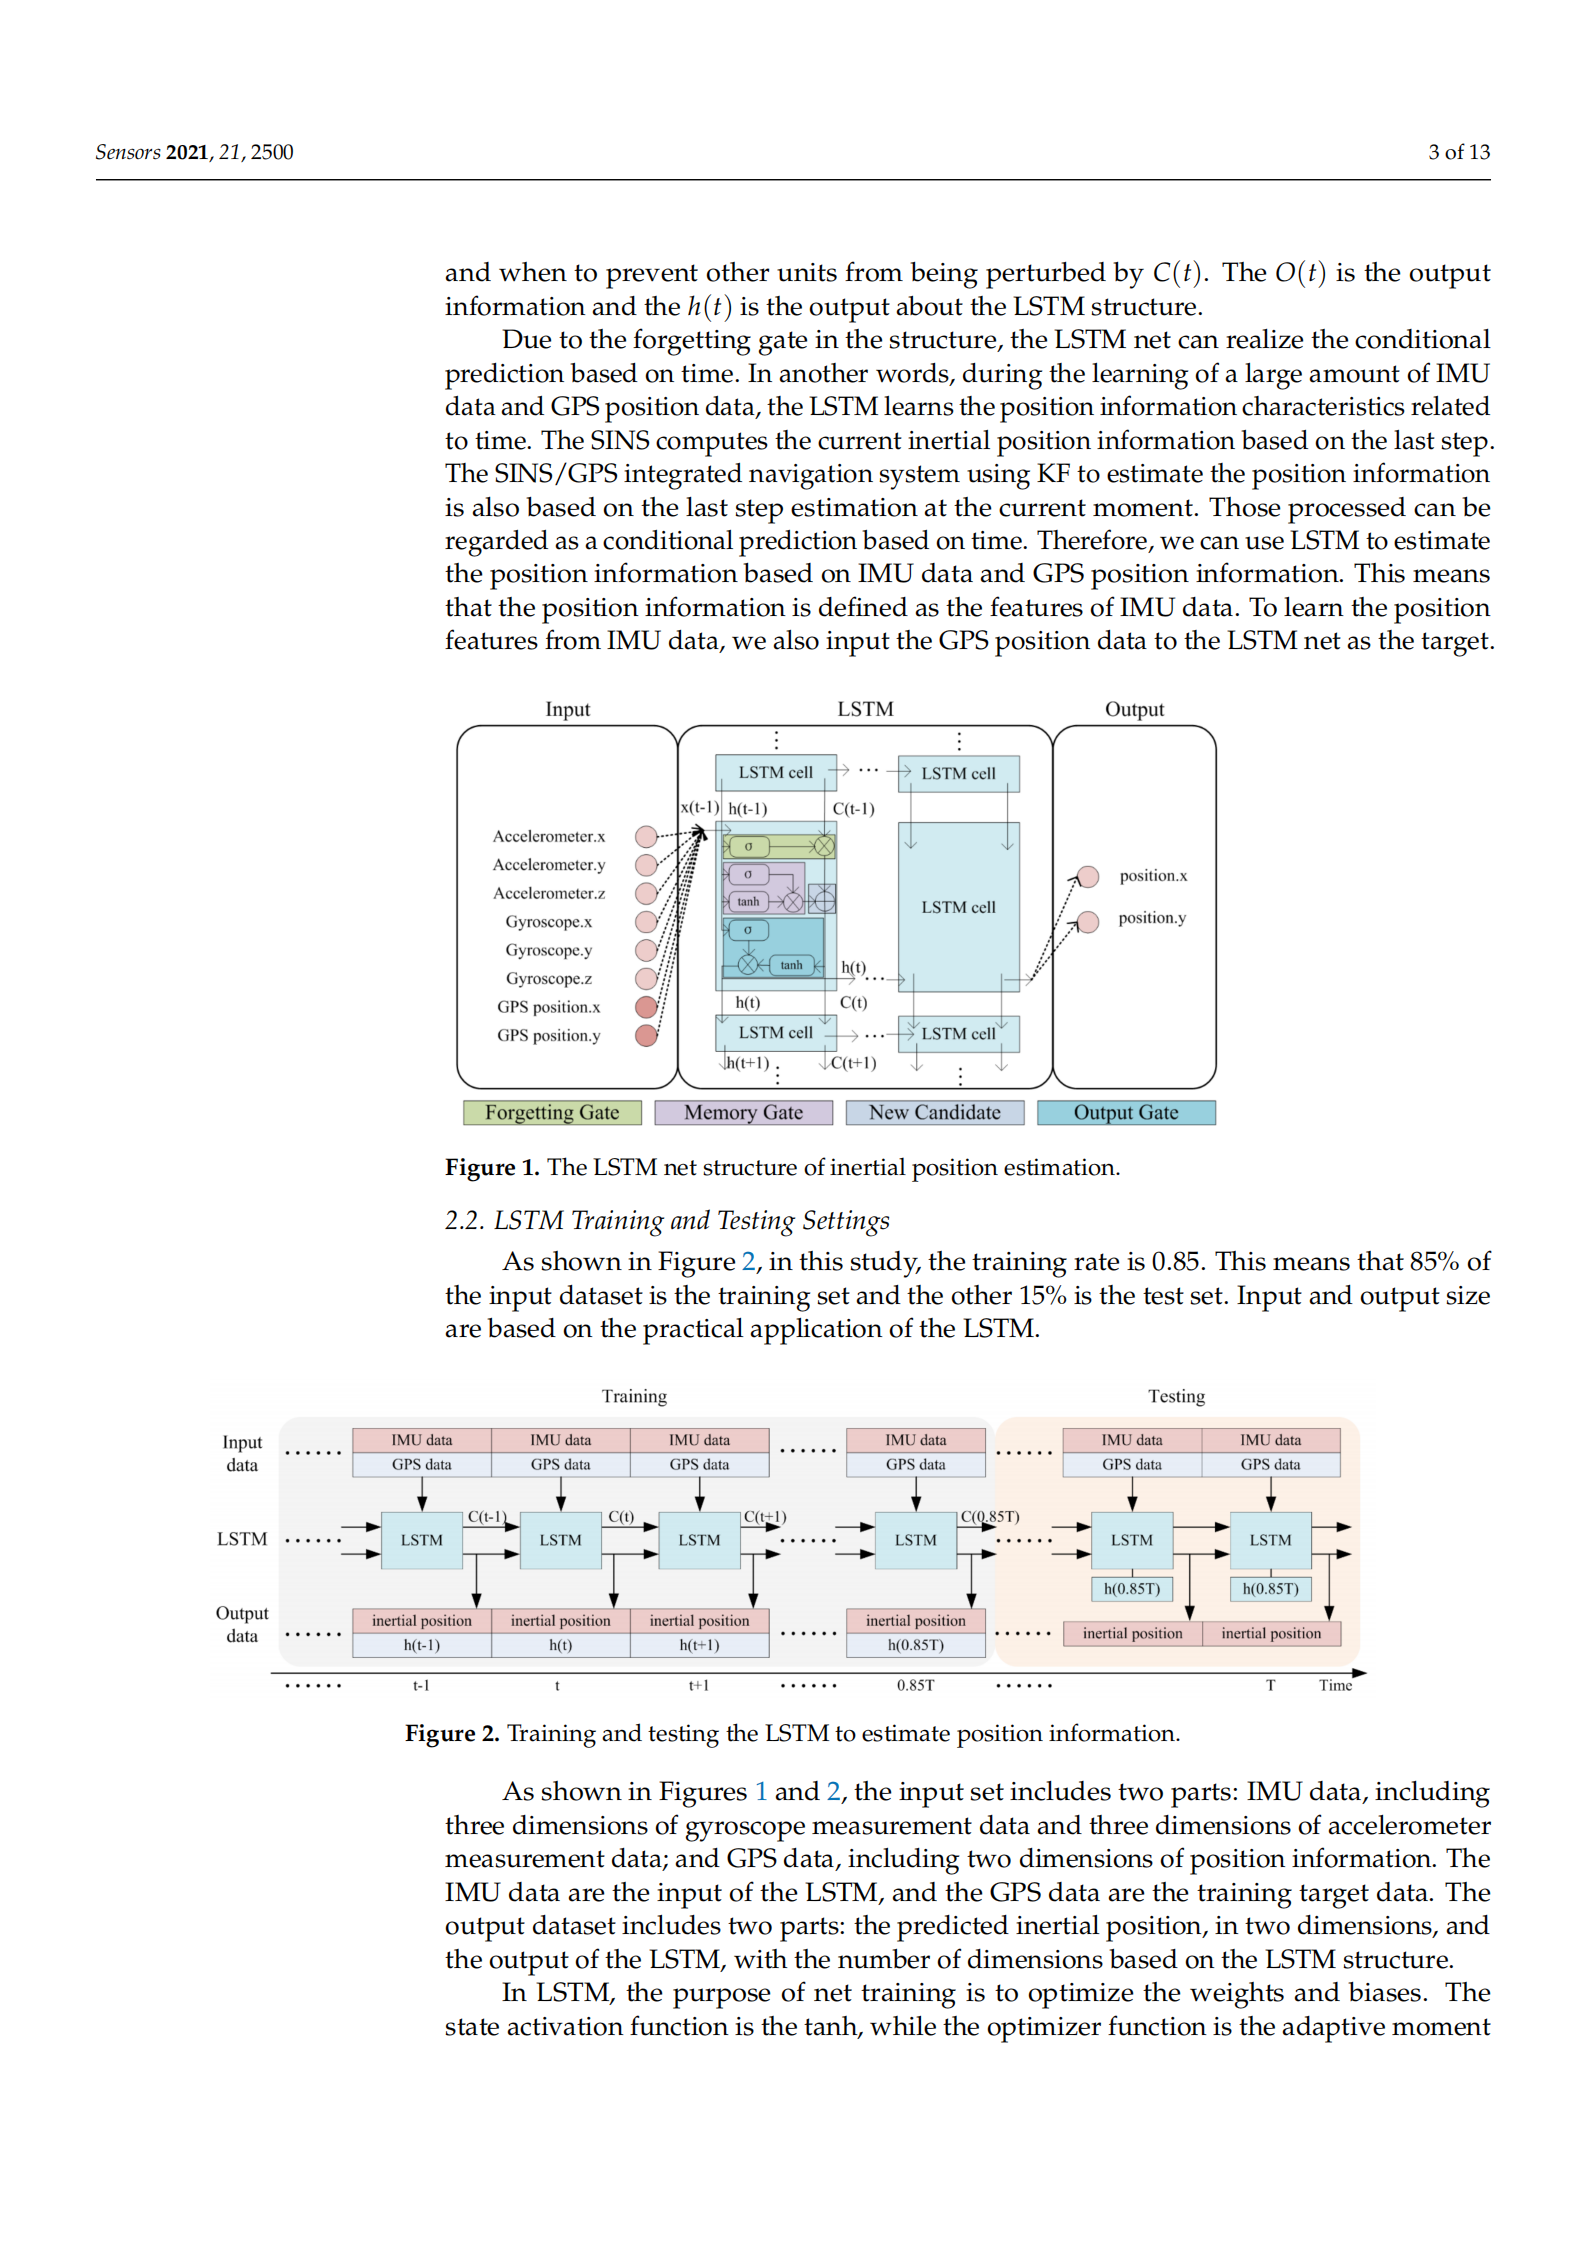 Sensors 2021, 21, 2500
3 of 13
and when to prevent other units from being perturbed by C(t). The O(t) is the output
information and the h(t) is the output about the LSTM structure.
Due to the forgetting gate in the structure, the LSTM net can realize the conditional
prediction based on time. In another words, during the learning of a large amount of IMU
data and GPS position data, the LSTM learns the position information characteristics related
to time. The SINS computes the current inertial position information based on the last step.
The SINS/GPS integrated navigation system using KF to estimate the position information
is also based on the last step estimation at the current moment. Those processed can be
regarded as a conditional prediction based on time. Therefore, we can use LSTM to estimate
the position information based on IMU data and GPS position information. This means
that the position information is defined as the features of IMU data. To learn the position
features from IMU data, we also input the GPS position data to the LSTM net as the target.
Input LSTM Output
LSTM cell ... LSTM cell
x(t-1) h(t-1) C(t-1)
Accelerometer.x
Accelerometer.y
Accelerometer.z
Gyroscope.x
Gyroscope.y
Gyroscope.z
GPS position.x
GPS position.y
σ
σ
tanh
σ
tanh
h(t)
h(t) C(t)
LSTM cell
position.x
position.y
LSTM cell ... LSTM cell
h(t+1) C(t+1)
Forgetting Gate Memory Gate New Candidate Output Gate
Figure 1. The LSTM net structure of inertial position estimation.
2.2. LSTM Training and Testing Settings
As shown in Figure 2, in this study, the training rate is 0.85. This means that 85% of
the input dataset is the training set and the other 15% is the test set. Input and output size
are based on the practical application of the LSTM.
Training Testing
Input data ...... IMU data IMU data IMU data ...... IMU data ...... IMU data IMU data
GPS data GPS data GPS data GPS data GPS data GPS data
C(t-1) C(t) C(t+1) C(0.85T)
LSTM ...... LSTM LSTM LSTM ...... LSTM ...... LSTM LSTM
h(0.85T) h(0.85T)
Output data ...... inertial position inertial position inertial position ...... inertial position ...... inertial position inertial position
h(t-1) h(t) h(t+1) h(0.85T)
...... t-1 t t+1 ...... 0.85T ...... T Time
Figure 2. Training and testing the LSTM to estimate position information.
As shown in Figures 1 and 2, the input set includes two parts: IMU data, including
three dimensions of gyroscope measurement data and three dimensions of accelerometer
measurement data; and GPS data, including two dimensions of position information. The
IMU data are the input of the LSTM, and the GPS data are the training target data. The
output dataset includes two parts: the predicted inertial position, in two dimensions, and
the output of the LSTM, with the number of dimensions based on the LSTM structure.
In LSTM, the purpose of net training is to optimize the weights and biases. The
state activation function is the tanh, while the optimizer function is the adaptive moment